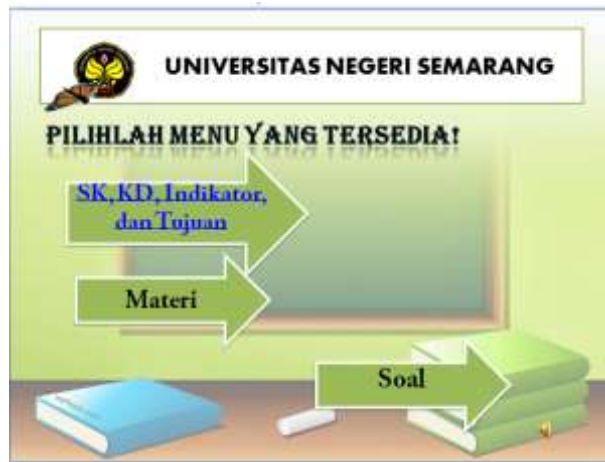 UNIVERSITAS NEGERI SEMARANG
PILIHLAH MENU YANG TERSEDIA!
SK, KD, Indikator,
dan Tujuan
Materi
Soal